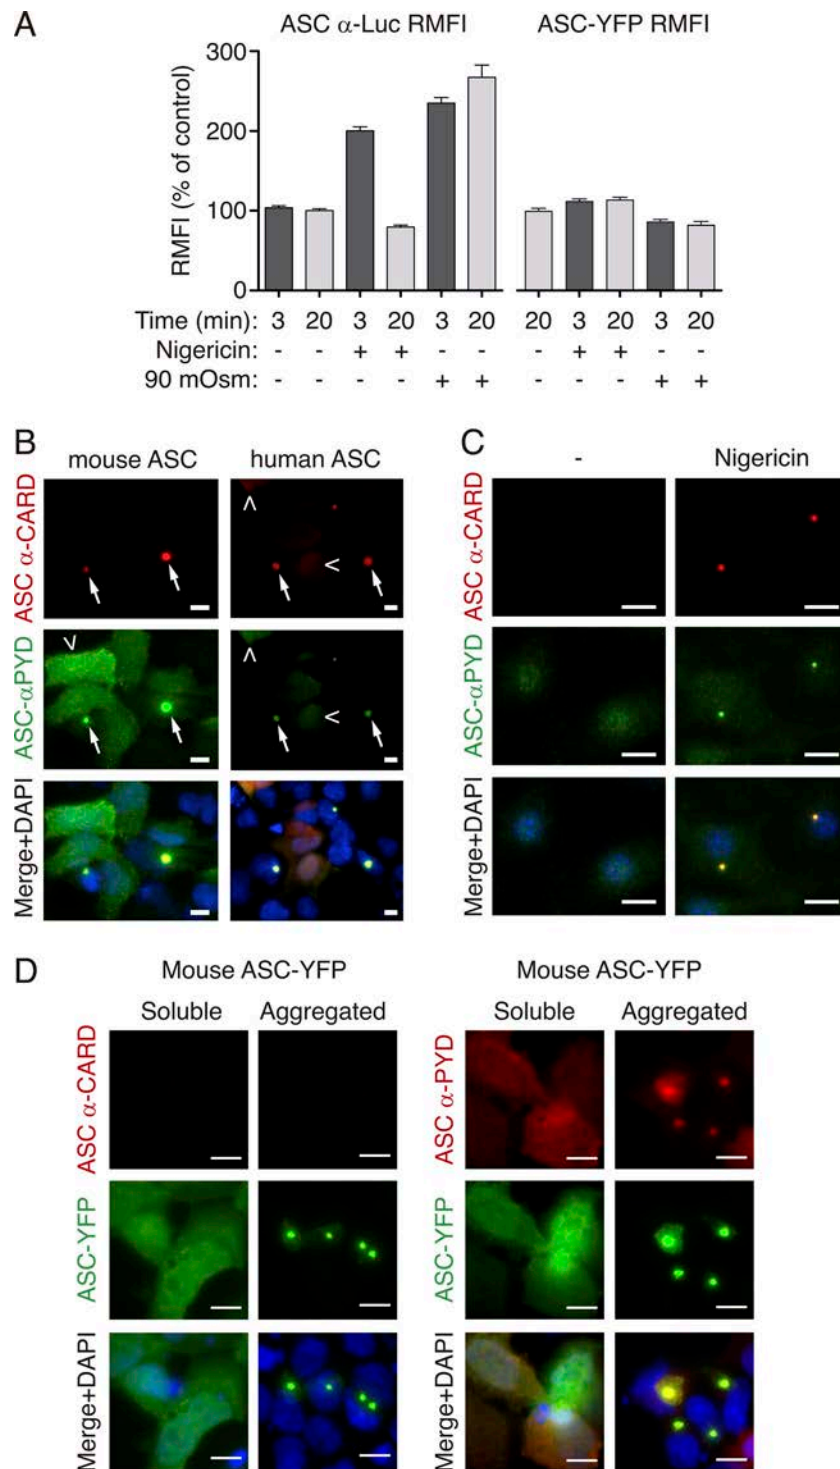 A
ASC α-Luc RMFI ASC-YFP RMFI
RMFI (% of control)
300
200
100
0
Time (min): 3 20 3 20 3 20 20 3 20 3 20
Nigericin: - - + + - - - + + - -
90 mOsm: - - - - + + - - - + +
B
mouse ASC human ASC
ASC α-CARD
ASC-αPYD
Merge+DAPI
C
- Nigericin
ASC α-CARD
ASC-αPYD
Merge+DAPI
D
Mouse ASC-YFP Mouse ASC-YFP
Soluble Aggregated Soluble Aggregated
ASC α-CARD
ASC-YFP
Merge+DAPI
ASC α-PYD
ASC-YFP
Merge+DAPI